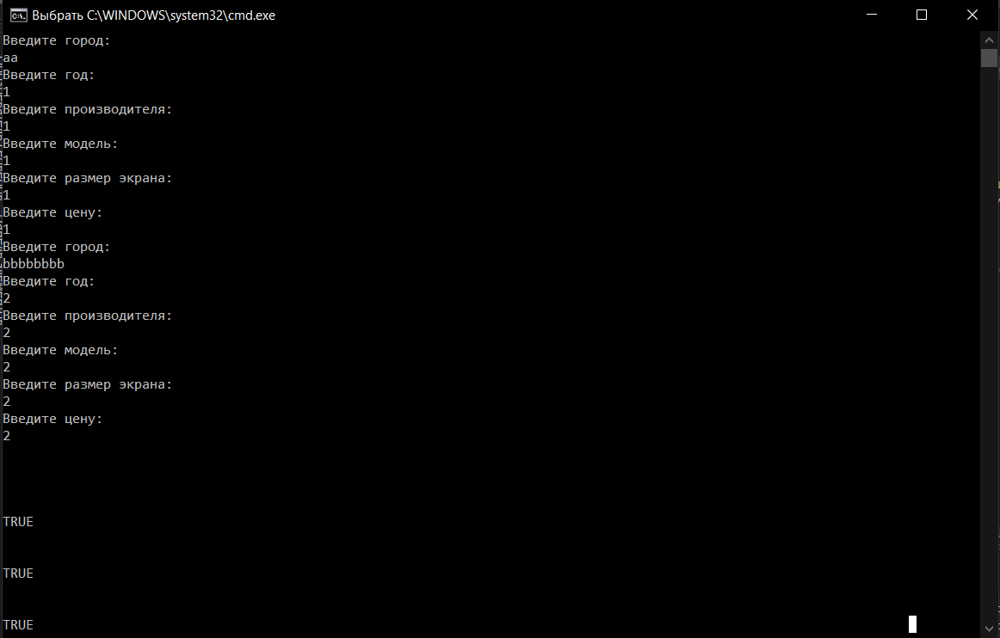 Выбрать C:\WINDOWS\system32\cmd.exe
Введите город:
aa
Введите год:
1
Введите производителя:
1
Введите модель:
1
Введите размер экрана:
1
Введите цену:
1
Введите город:
bbbbbbbb
Введите год:
2
Введите производителя:
2
Введите модель:
2
Введите размер экрана:
2
Введите цену:
2
TRUE
TRUE
TRUE